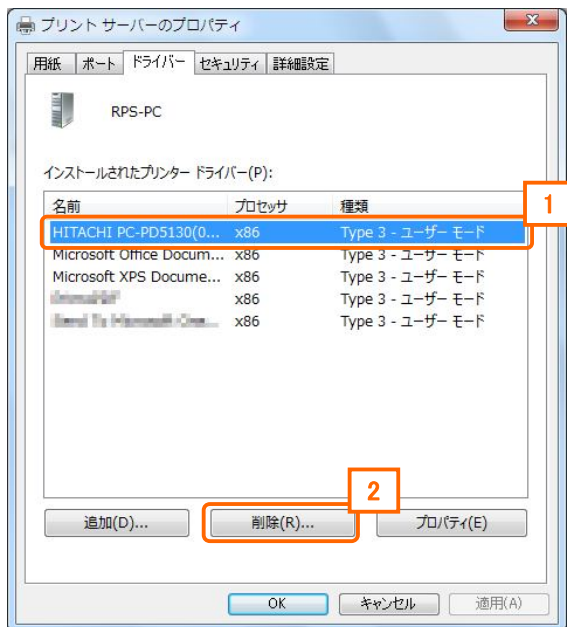 プリント サーバーのプロパティ
用紙 ポート ドライバー セキュリティ 詳細設定
RPS-PC
インストールされたプリンター ドライバー(P):
名前 プロセッサ 種類
1
HITACHI PC-PD5130(0... x86 Type 3 - ユーザー モード
Microsoft Office Docum... x86 Type 3 - ユーザー モード
Microsoft XPS Docume... x86 Type 3 - ユーザー モード
x86 Type 3 - ユーザー モード
x86 Type 3 - ユーザー モード
2
追加(D)... 削除(R)... プロパティ(E)
OK キャンセル 適用(A)